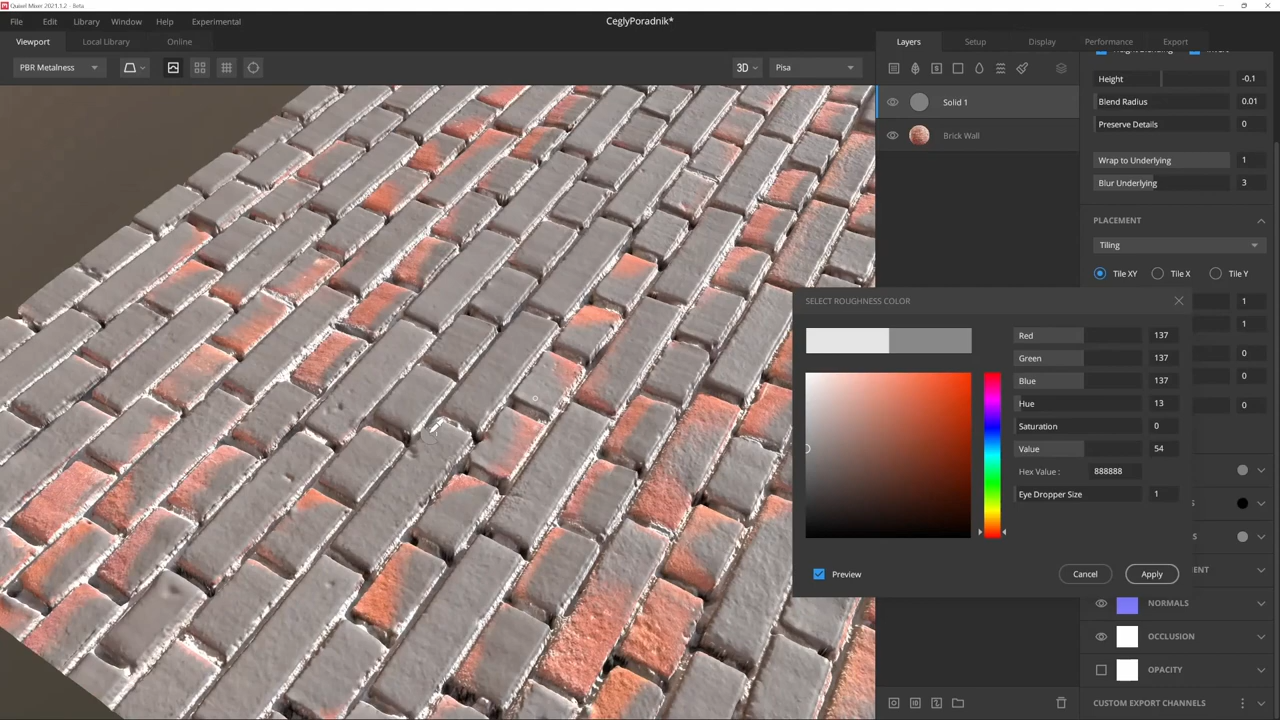 Quixel Mixer 2021.1.2 - Beta
File Edit Library Window Help Experimental
CeglyPoradnik*
Viewport Local Library Online
Layers Setup Display Performance Export
PBR Metalness
3D Pisa
Height -0.1
Solid 1
Blend Radius 0.01
Preserve Details 0
Brick Wall
Wrap to Underlying 1
Blur Underlying 3
PLACEMENT
Tiling
Tile XY Tile X Tile Y
SELECT ROUGHNESS COLOR
1
Red 137
1
Green 137
0
Blue 137
0
Hue 13
0
Saturation 0
Value 54
Hex Value : 888888
Eye Dropper Size 1
Preview
Cancel
Apply
NORMALS
OCCLUSION
OPACITY
CUSTOM EXPORT CHANNELS